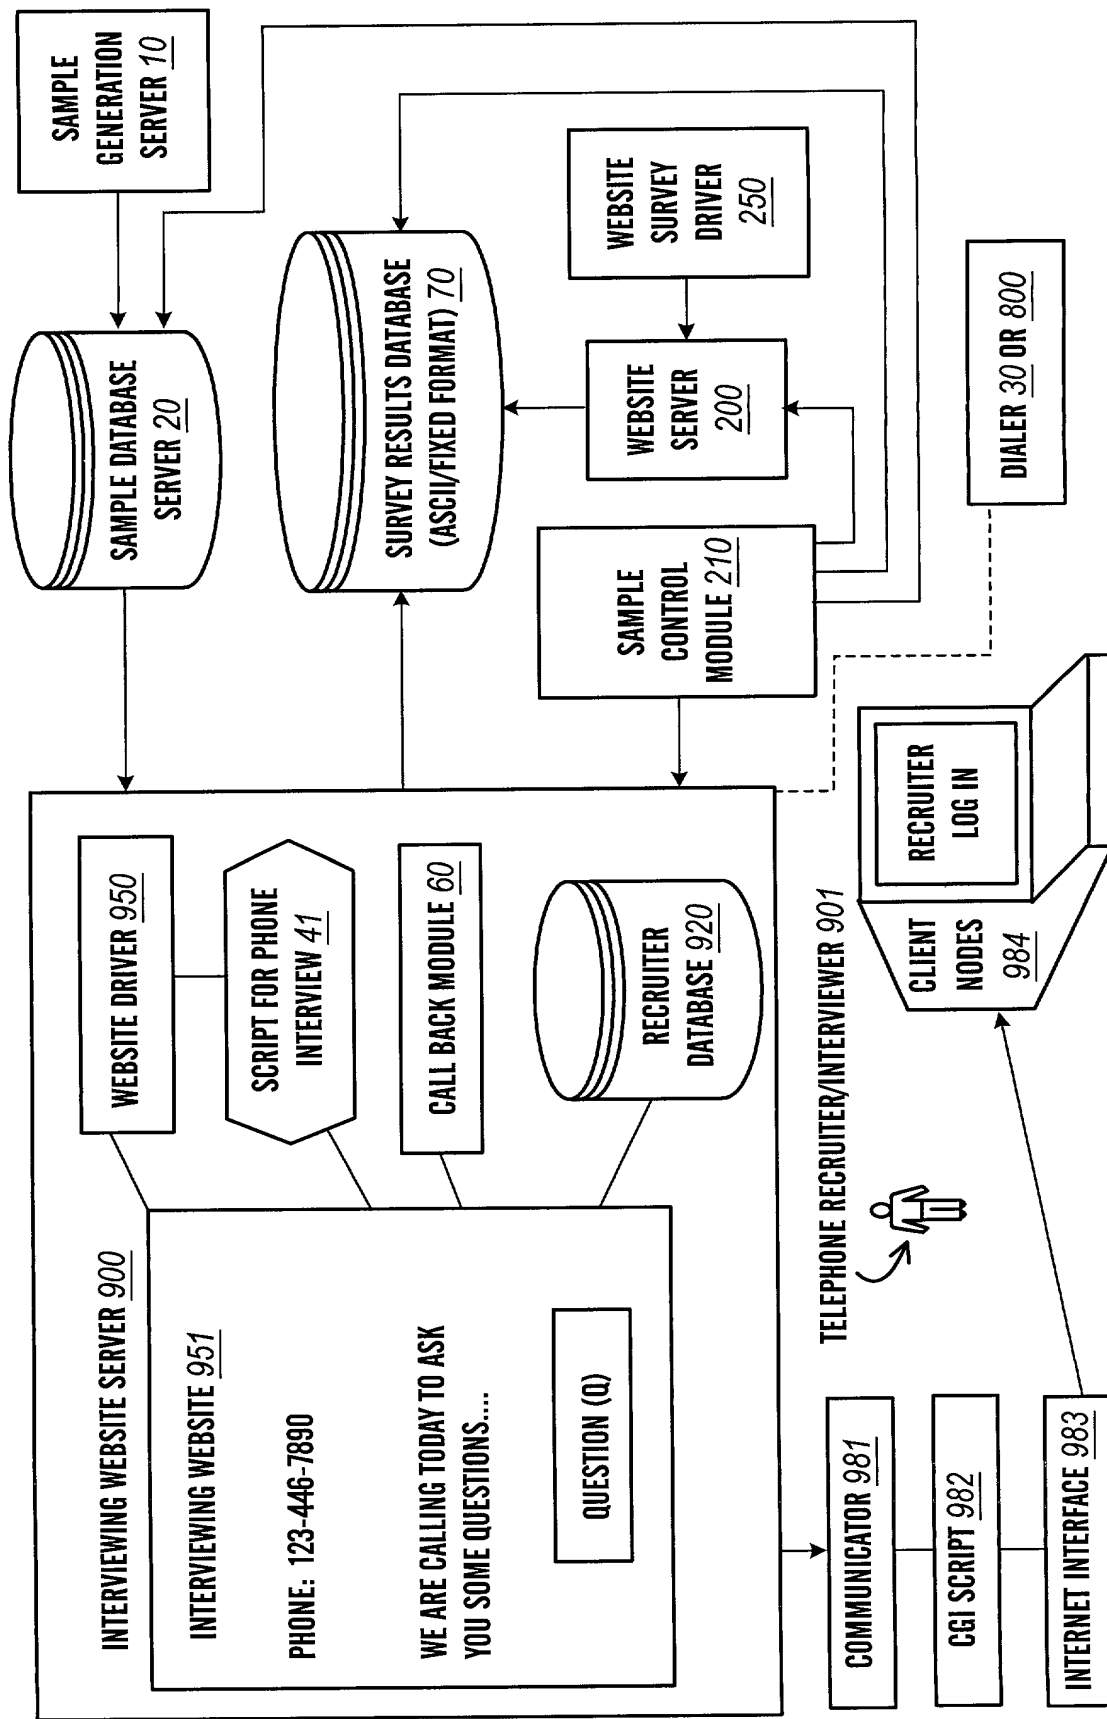 INTERVIEWING WEBSITE SERVER 900
INTERVIEWING WEBSITE 951
PHONE: 123-446-7890
WE ARE CALLING TODAY TO ASK
YOU SOME QUESTIONS....
QUESTION (Q)
WEBSITE DRIVER 950
SCRIPT FOR PHONE
INTERVIEW 41
CALL BACK MODULE 60
RECRUITER
DATABASE 920
SAMPLE DATABASE
SERVER 20
SAMPLE
GENERATION
SERVER 10
SURVEY RESULTS DATABASE
(ASCII/FIXED FORMAT) 70
SAMPLE
CONTROL
MODULE 210
WEBSITE
SERVER
200
WEBSITE
SURVEY
DRIVER
250
DIALER 30 OR 800
COMMUNICATOR 981
CGI SCRIPT 982
INTERNET INTERFACE 983
TELEPHONE RECRUITER/INTERVIEWER 901
CLIENT
NODES
984
RECRUITER
LOG IN